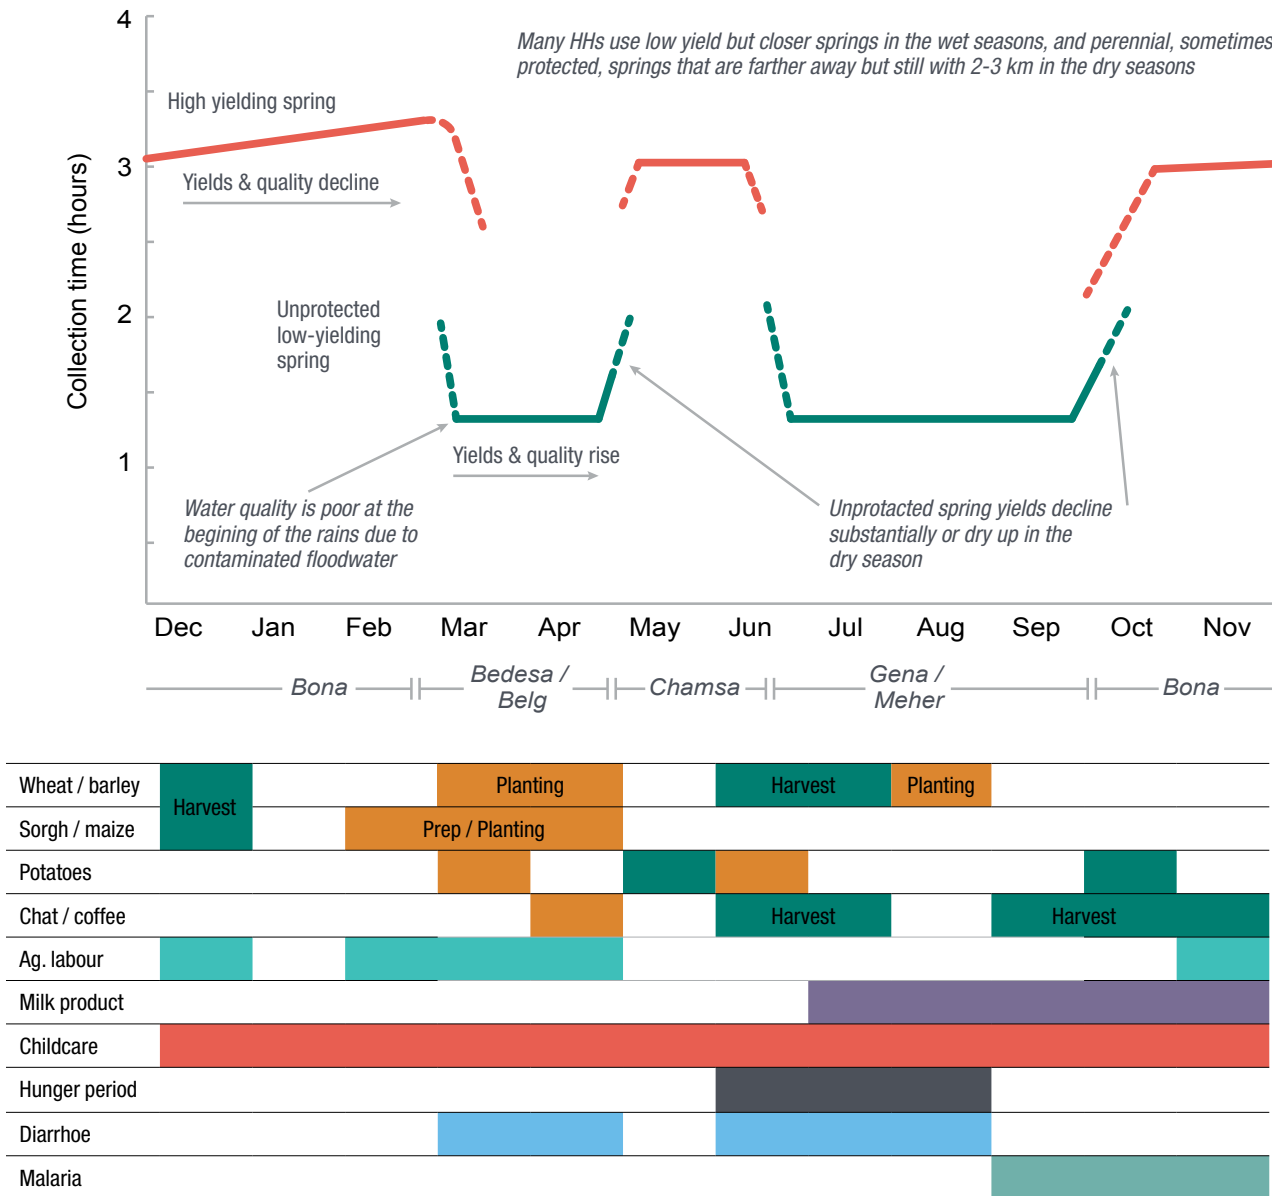 4
Many HHs use low yield but closer springs in the wet seasons, and perennial, sometimes
protected, springs that are farther away but still with 2-3 km in the dry seasons
High yielding spring
3
Yields & quality decline
Collection time (hours)
2
Unprotected
low-yielding
spring
1
Yields & quality rise
Water quality is poor at the
begining of the rains due to
contaminated floodwater
Unprotacted spring yields decline
substantially or dry up in the
dry season
Dec Jan Feb Mar Apr May Jun Jul Aug Sep Oct Nov
Bona
Bedesa /
Belg
Chamsa
Gena /
Meher
Bona
Wheat / barley
Harvest
Planting
Harvest
Planting
Sorgh / maize
Prep / Planting
Potatoes
Chat / coffee
Harvest
Harvest
Ag. labour
Milk product
Childcare
Hunger period
Diarrhoe
Malaria